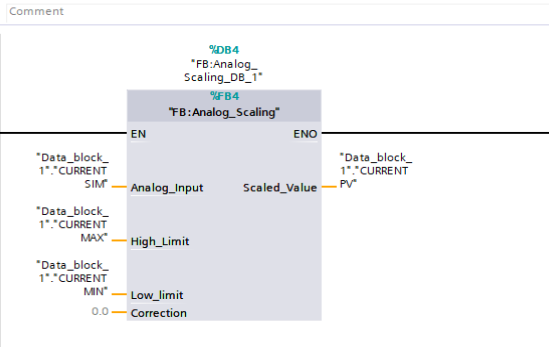 Comment
%DB4
"FB:Analog_
Scaling_DB_1"
%FB4
"FB:Analog_Scaling"
EN
ENO
"Data_block_
1"."CURRENT
SIM"
Analog_Input
Scaled_Value
"Data_block_
1"."CURRENT
PV"
"Data_block_
1"."CURRENT
MAX"
High_Limit
"Data_block_
1"."CURRENT
MIN"
Low_limit
0.0
Correction